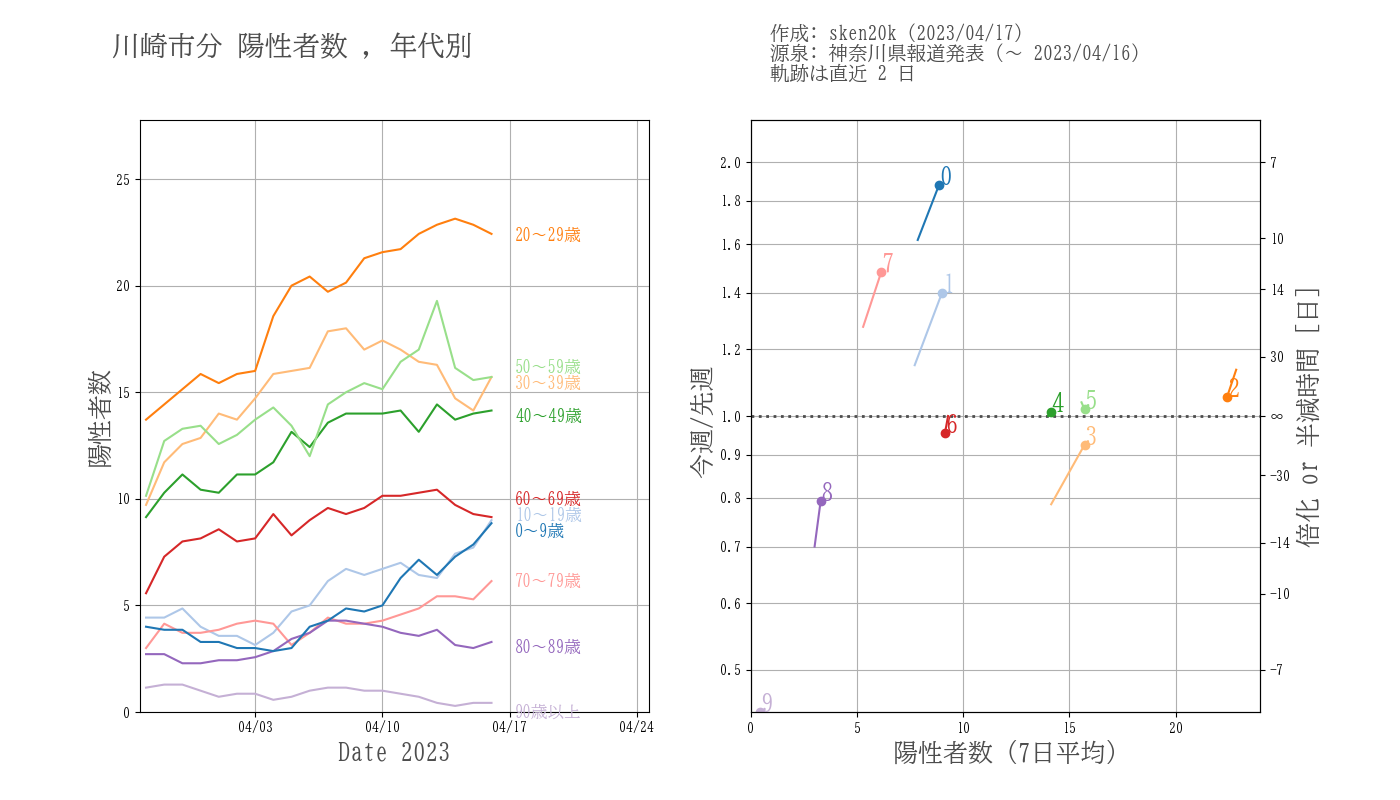 川崎市分 陽性者数 , 年代別
作成: sken20k (2023/04/17)
源泉: 神奈川県報道発表 (〜 2023/04/16)
軌跡は直近 2 日
陽性者数
25
20
15
10
5
0
04/03
04/10
04/17
04/24
Date 2023
20〜29歳
50〜59歳
30〜39歳
40〜49歳
60〜69歳
10〜19歳
0〜9歳
70〜79歳
80〜89歳
90歳以上
今週/先週
2.0
1.8
1.6
1.4
1.2
1.0
0.9
0.8
0.7
0.6
0.5
0
5
10
15
20
陽性者数 (7日平均)
0
7
1
2
4
5
6
3
8
9
7
10
14
30
∞
-30
-14
-10
-7
倍化 or 半減時間 [日]